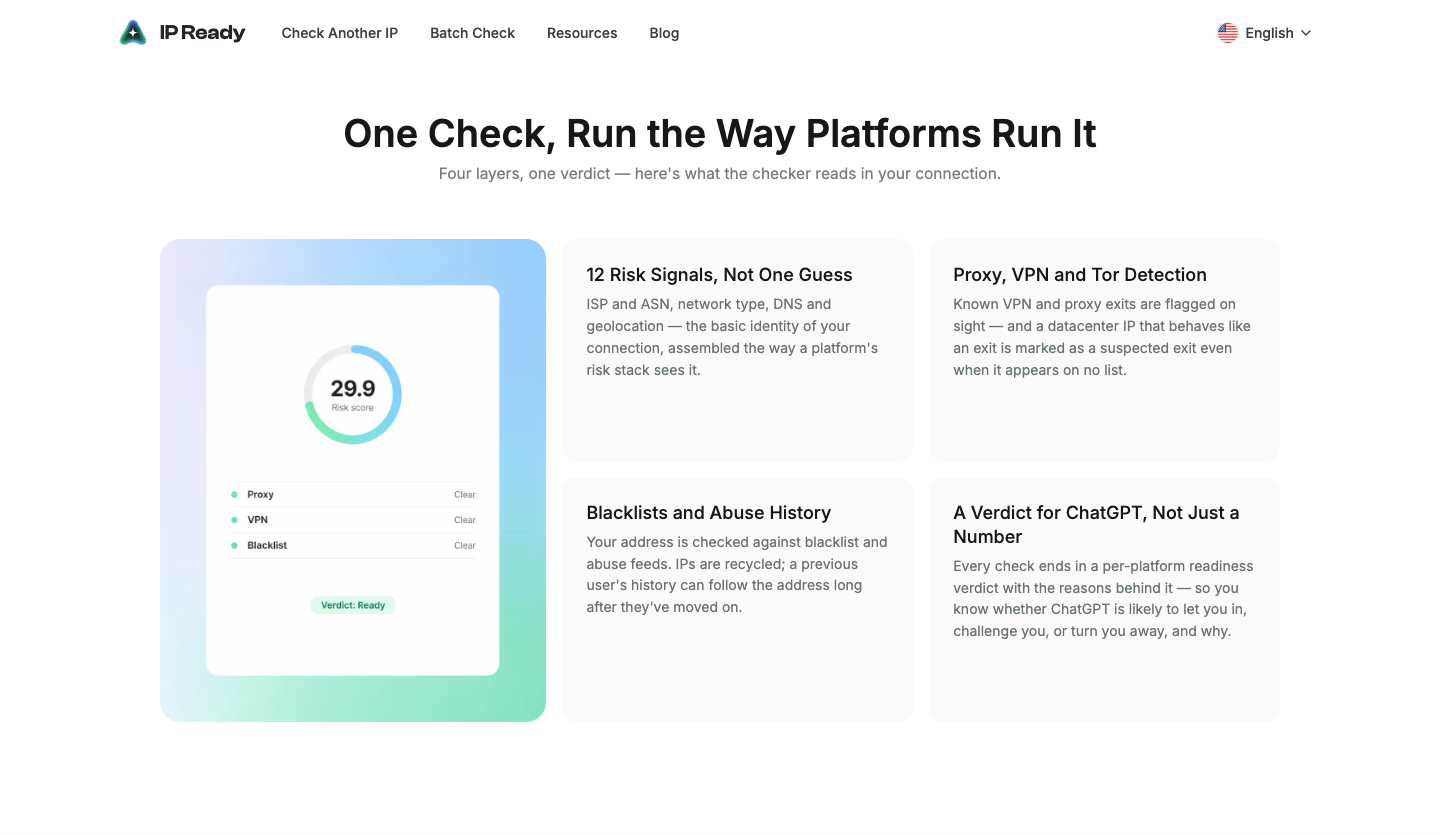 IP Ready
Check Another IP
Batch Check
Resources
Blog
English
One Check, Run the Way Platforms Run It
Four layers, one verdict — here's what the checker reads in your connection.
29.9
Risk score
Proxy Clear
VPN Clear
Blacklist Clear
Verdict: Ready
12 Risk Signals, Not One Guess
ISP and ASN, network type, DNS and
geolocation — the basic identity of your
connection, assembled the way a platform's
risk stack sees it.
Proxy, VPN and Tor Detection
Known VPN and proxy exits are flagged on
sight — and a datacenter IP that behaves like
an exit is marked as a suspected exit even
when it appears on no list.
Blacklists and Abuse History
Your address is checked against blacklist and
abuse feeds. IPs are recycled; a previous
user's history can follow the address long
after they've moved on.
A Verdict for ChatGPT, Not Just a
Number
Every check ends in a per-platform readiness
verdict with the reasons behind it — so you
know whether ChatGPT is likely to let you in,
challenge you, or turn you away, and why.